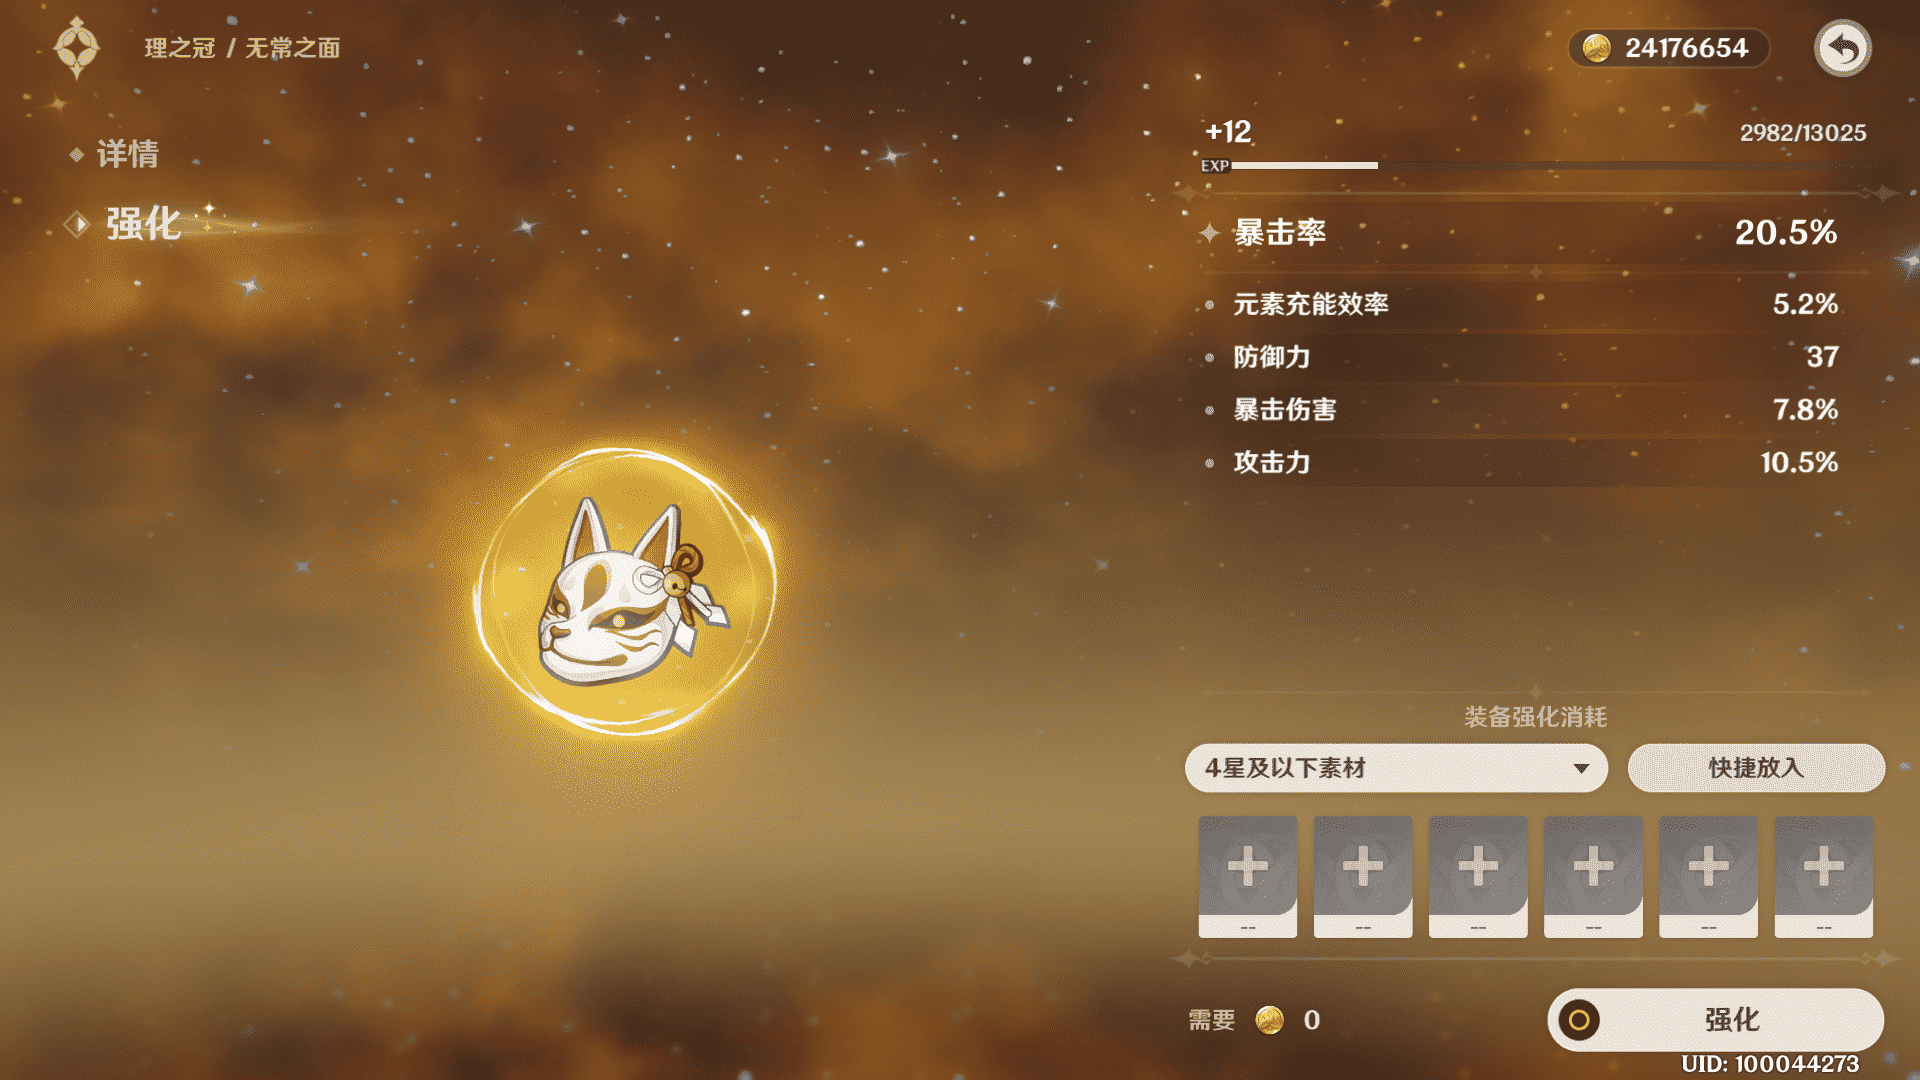 理之冠 / 无常之面
24176654
详情
强化
+12
2982/13025
EXP
暴击率 20.5%
元素充能效率 5.2%
防御力 37
暴击伤害 7.8%
攻击力 10.5%
装备强化消耗
4星及以下素材
快捷放入
-- -- -- -- -- --
需要 0
强化
UID: 100044273